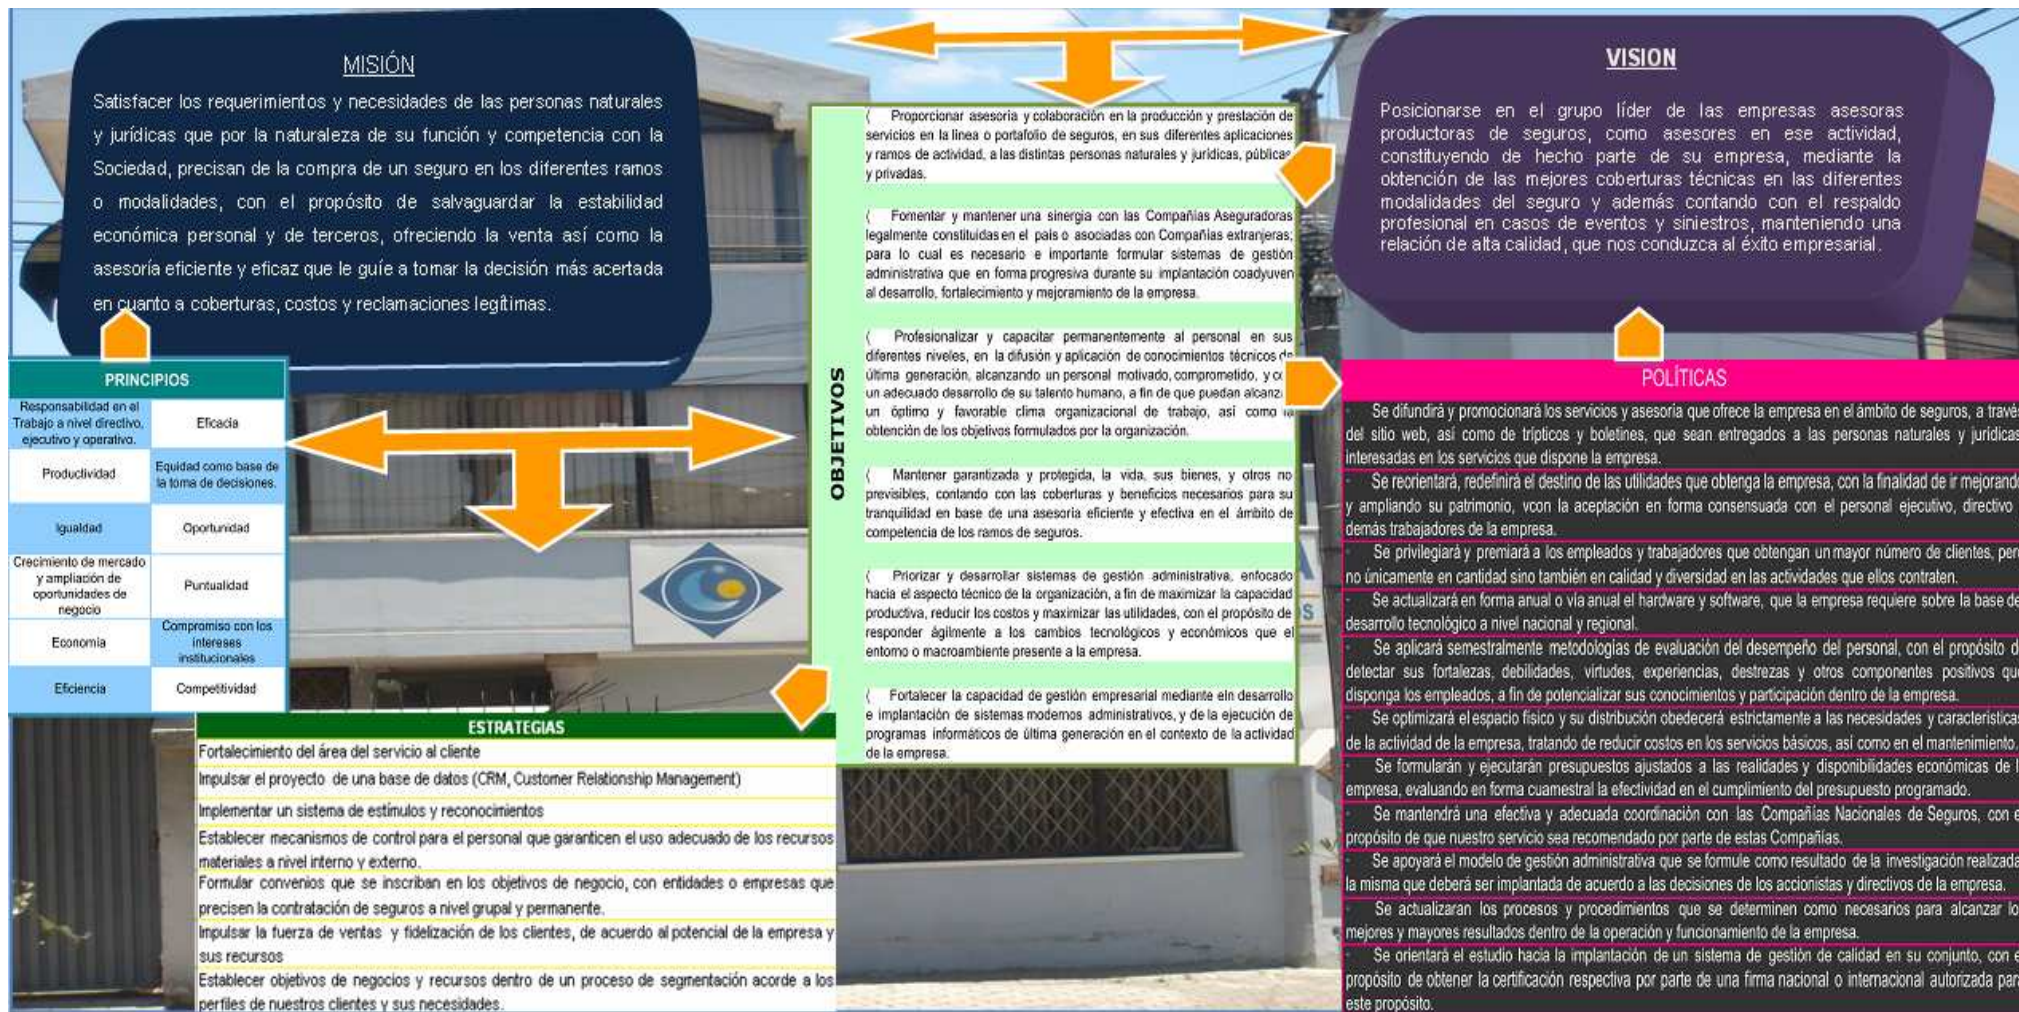 MISIÓN
Satisfacer los requerimientos y necesidades de las personas naturales
y jurídicas que por la naturaleza de su función y competencia con la
Sociedad, precisan de la compra de un seguro en los diferentes ramos
o modalidades, con el propósito de salvaguardar la estabilidad
económica personal y de terceros, ofreciendo la venta así como la
asesoría eficiente y eficaz que le guíe a tomar la decisión más acertada
en cuanto a coberturas, costos y reclamaciones legítimas.
PRINCIPIOS
Responsabilidad en el
Trabajo a nivel directivo,
ejecutivo y operativo.
Eficacia
Productividad
Equidad como base de
la toma de decisiones.
Igualdad
Oportunidad
Crecimiento de mercado
y ampliación de
oportunidades de
negocio
Puntualidad
Economía
Compromiso con los
intereses
institucionales
Eficiencia
Competitividad
ESTRATEGIAS
Fortalecimiento del área del servicio al cliente
Impulsar el proyecto de una base de datos (CRM, Customer Relationship Management)
Implementar un sistema de estímulos y reconocimientos
Establecer mecanismos de control para el personal que garanticen el uso adecuado de los recursos
materiales a nivel interno y externo.
Formular convenios que se inscriban en los objetivos de negocio, con entidades o empresas que
precisen la contratación de seguros a nivel grupal y permanente.
Impulsar la fuerza de ventas y fidelización de los clientes, de acuerdo al potencial de la empresa y
sus recursos
Establecer objetivos de negocios y recursos dentro de un proceso de segmentación acorde a los
perfiles de nuestros clientes y sus necesidades.
OBJETIVOS
Proporcionar asesoría y colaboración en la producción y prestación de
servicios en la línea o portafolio de seguros, en sus diferentes aplicaciones
y ramos de actividad, a las distintas personas naturales y jurídicas, públicas
y privadas.
Fomentar y mantener una sinergia con las Compañías Aseguradoras
legalmente constituidas en el país o asociadas con Compañías extranjeras;
para lo cual es necesario e importante formular sistemas de gestión
administrativa que en forma progresiva durante su implantación coadyuven
al desarrollo, fortalecimiento y mejoramiento de la empresa.
Profesionalizar y capacitar permanentemente al personal en sus
diferentes niveles, en la difusión y aplicación de conocimientos técnicos de
última generación, alcanzando un personal motivado, comprometido, y co
un adecuado desarrollo de su talento humano, a fin de que puedan alcanza
un óptimo y favorable clima organizacional de trabajo, así como la
obtención de los objetivos formulados por la organización.
Mantener garantizada y protegida, la vida, sus bienes, y otros no
previsibles, contando con las coberturas y beneficios necesarios para su
tranquilidad en base de una asesoría eficiente y efectiva en el ámbito de
competencia de los ramos de seguros.
Priorizar y desarrollar sistemas de gestión administrativa, enfocado
hacia el aspecto técnico de la organización, a fin de maximizar la capacidad
productiva, reducir los costos y maximizar las utilidades, con el propósito de
responder ágilmente a los cambios tecnológicos y económicos que el
entorno o macroambiente presente a la empresa.
Fortalecer la capacidad de gestión empresarial mediante eln desarrollo
e implantación de sistemas modernos administrativos, y de la ejecución de
programas informáticos de última generación en el contexto de la actividad
de la empresa.
VISION
Posicionarse en el grupo líder de las empresas asesoras
productoras de seguros, como asesores en ese actividad,
constituyendo de hecho parte de su empresa, mediante la
obtención de las mejores coberturas técnicas en las diferentes
modalidades del seguro y además contando con el respaldo
profesional en casos de eventos y siniestros, manteniendo una
relación de alta calidad, que nos conduzca al éxito empresarial.
POLÍTICAS
Se difundirá y promocionará los servicios y asesoría que ofrece la empresa en el ámbito de seguros, a través
del sitio web, así como de trípticos y boletines, que sean entregados a las personas naturales y jurídicas
interesadas en los servicios que dispone la empresa.
Se reorientará, redefinirá el destino de las utilidades que obtenga la empresa, con la finalidad de ir mejorando
y ampliando su patrimonio, vcon la aceptación en forma consensuada con el personal ejecutivo, directivo
demás trabajadores de la empresa.
Se privilegiará y premiará a los empleados y trabajadores que obtengan un mayor número de clientes, pero
no únicamente en cantidad sino también en calidad y diversidad en las actividades que ellos contraten.
Se actualizará en forma anual o vía anual el hardware y software, que la empresa requiere sobre la base de
desarrollo tecnológico a nivel nacional y regional.
Se aplicará semestralmente metodologías de evaluación del desempeño del personal, con el propósito d
detectar sus fortalezas, debilidades, virtudes, experiencias, destrezas y otros componentes positivos que
disponga los empleados, a fin de potencializar sus conocimientos y participación dentro de la empresa.
Se optimizará el espacio físico y su distribución obedecerá estrictamente a las necesidades y características
de la actividad de la empresa, tratando de reducir costos en los servicios básicos, así como en el mantenimiento.
Se formularán y ejecutarán presupuestos ajustados a las realidades y disponibilidades económicas de l
empresa, evaluando en forma cuamestral la efectividad en el cumplimiento del presupuesto programado.
Se mantendrá una efectiva y adecuada coordinación con las Compañías Nacionales de Seguros, con e
propósito de que nuestro servicio sea recomendado por parte de estas Compañías.
Se apoyará el modelo de gestión administrativa que se formule como resultado de la investigación realizada
la misma que deberá ser implantada de acuerdo a las decisiones de los accionistas y directivos de la empresa.
Se actualizaran los procesos y procedimientos que se determinen como necesarios para alcanzar lo
mejores y mayores resultados dentro de la operación y funcionamiento de la empresa.
Se orientará el estudio hacia la implantación de un sistema de gestión de calidad en su conjunto, con e
propósito de obtener la certificación respectiva por parte de una firma nacional o internacional autorizada para
este propósito.